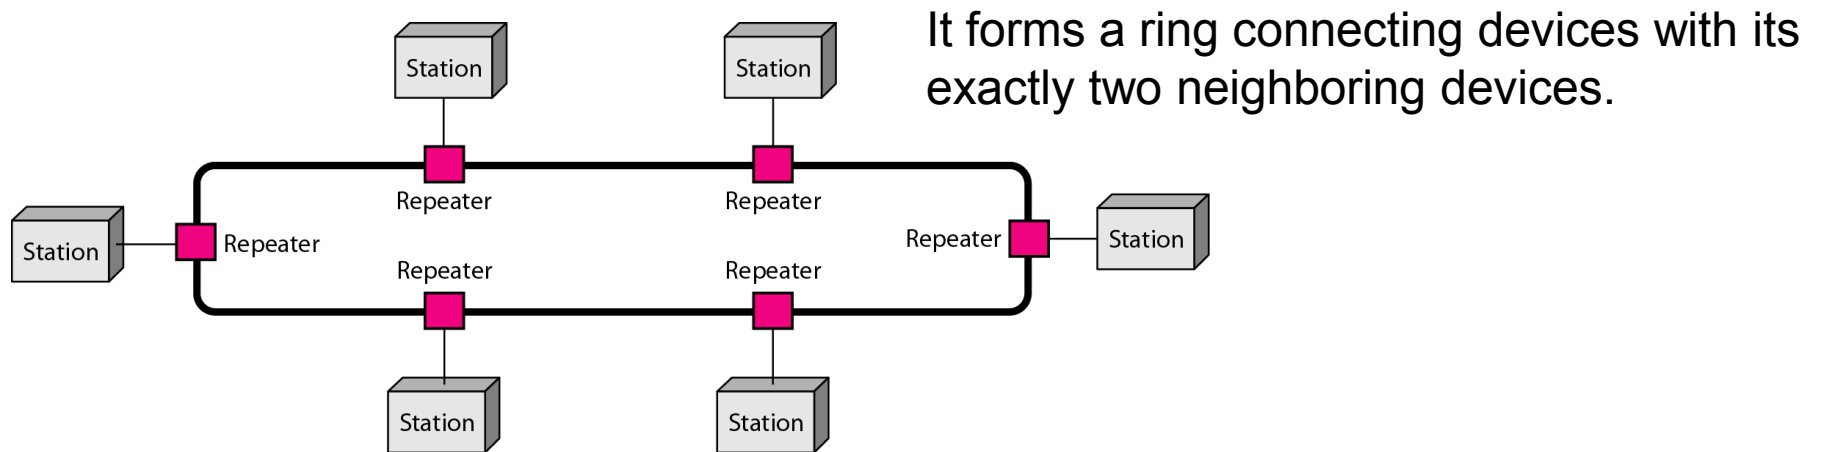 It forms a ring connecting devices with its
exactly two neighboring devices.
Station
Station
Repeater
Repeater
Station
Repeater
Repeater
Station
Repeater
Repeater
Station
Station